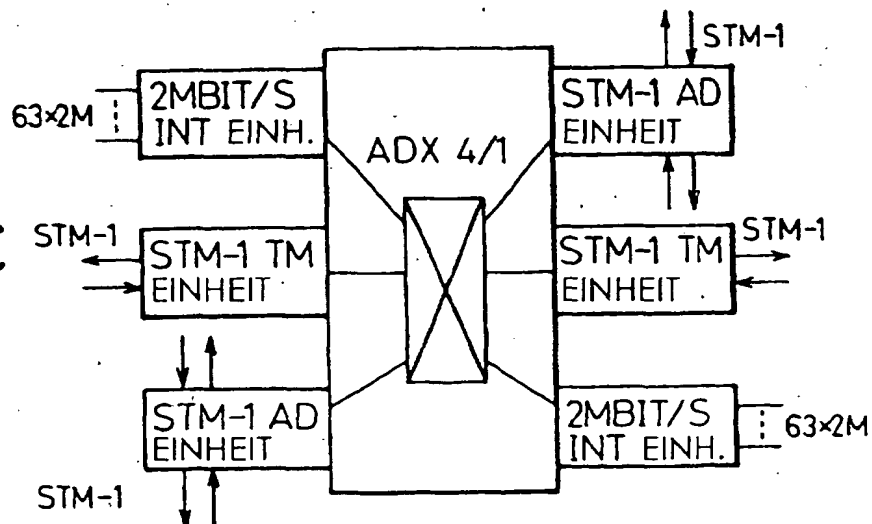 STM-1
2MBIT/S
INT EINH.
63×2M
STM-1 AD
EINHEIT
ADX 4/1
STM-1
STM-1 TM
EINHEIT
STM-1 TM
EINHEIT
STM-1
STM-1 AD
EINHEIT
STM-1
2MBIT/S
INT EINH.
63×2M